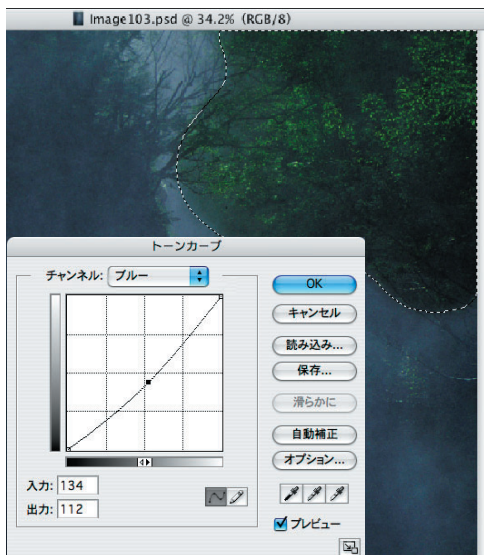 Image103.psd @ 34.2% (RGB/8)
トーンカーブ
チャンネル: ブルー
OK
キャンセル
読み込み...
保存...
滑らかに
自動補正
オプション...
入力: 134
出力: 112
プレビュー